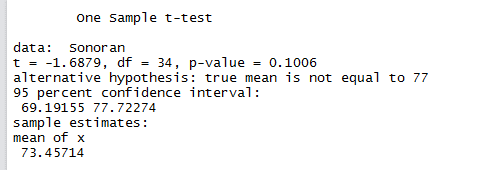 One Sample t-test
data:  Sonoran
t = -1.6879, df = 34, p-value = 0.1006
alternative hypothesis: true mean is not equal to 77
95 percent confidence interval:
69.19155 77.72274
sample estimates:
mean of x
73.45714